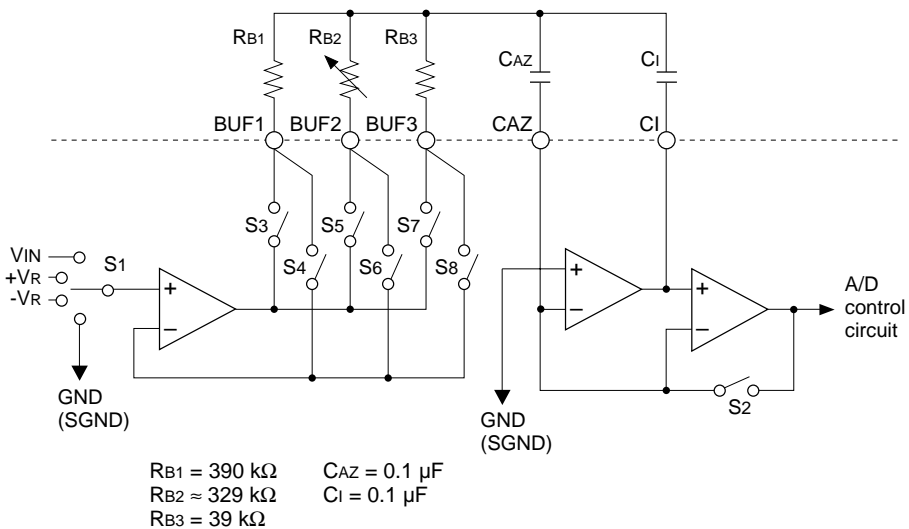 RB1 RB2 RB3 CAZ CI
BUF1 BUF2 BUF3 CAZ CI
S3 S5 S7
S4 S6 S8
VIN
+VR
-VR
S1
+
−
GND
(SGND)
+
−
GND
(SGND)
+
−
S2
A/D
control
circuit
RB1 = 390 kΩ CAZ = 0.1 µF
RB2 ≈ 329 kΩ CI = 0.1 µF
RB3 = 39 kΩ